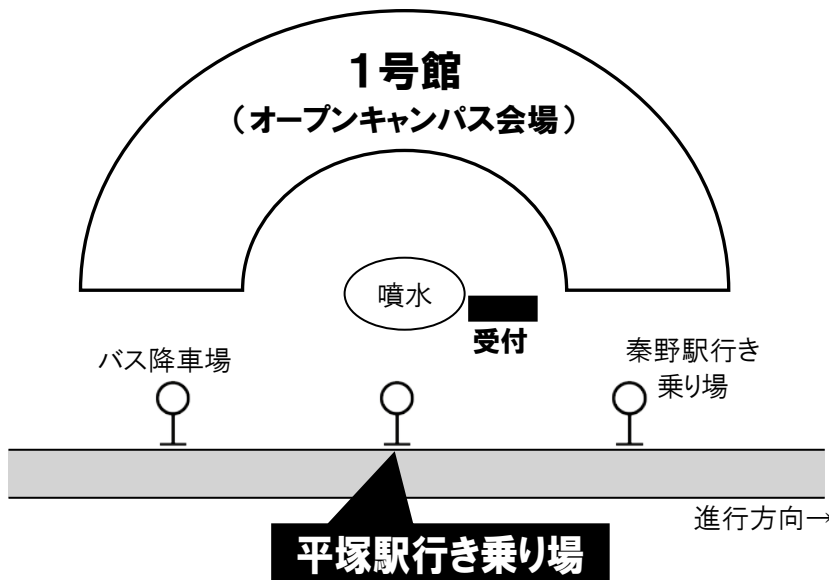 1号館
（オープンキャンパス会場）
噴水
受付
バス降車場
秦野駅行き
乗り場
進行方向→
平塚駅行き乗り場